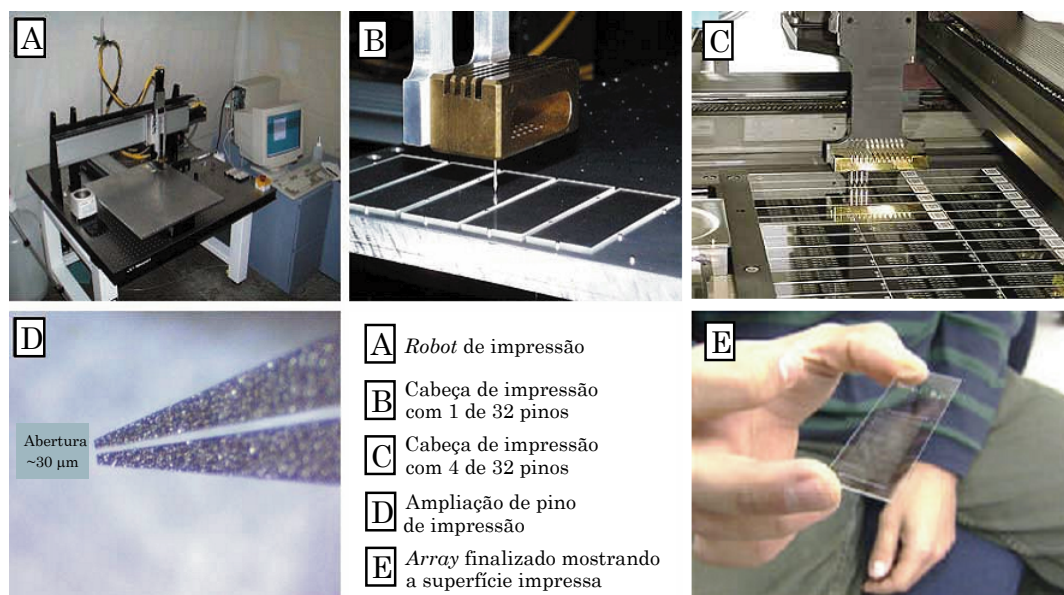 A
B
C
D
Abertura
~30 µm
A Robot de impressão
B Cabeça de impressão
com 1 de 32 pinos
C Cabeça de impressão
com 4 de 32 pinos
D Ampliação de pino
de impressão
E Array finalizado mostrando
a superfície impressa
E